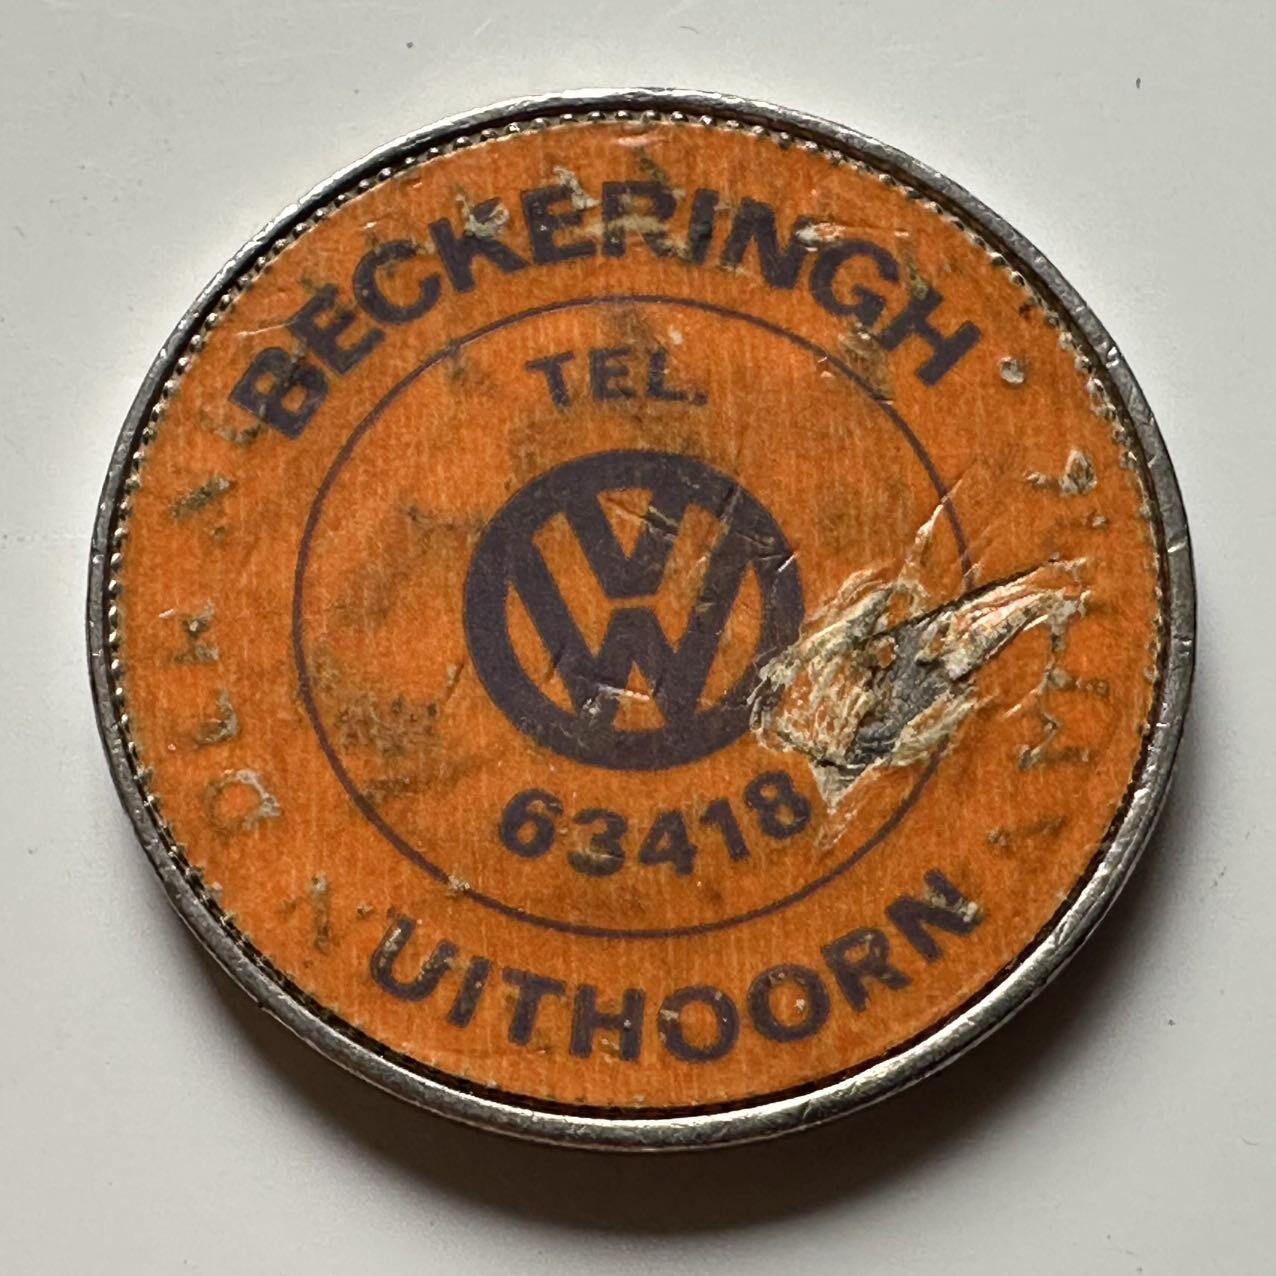 BECKERINGH
TEL.
VW
63418
UITHOORN